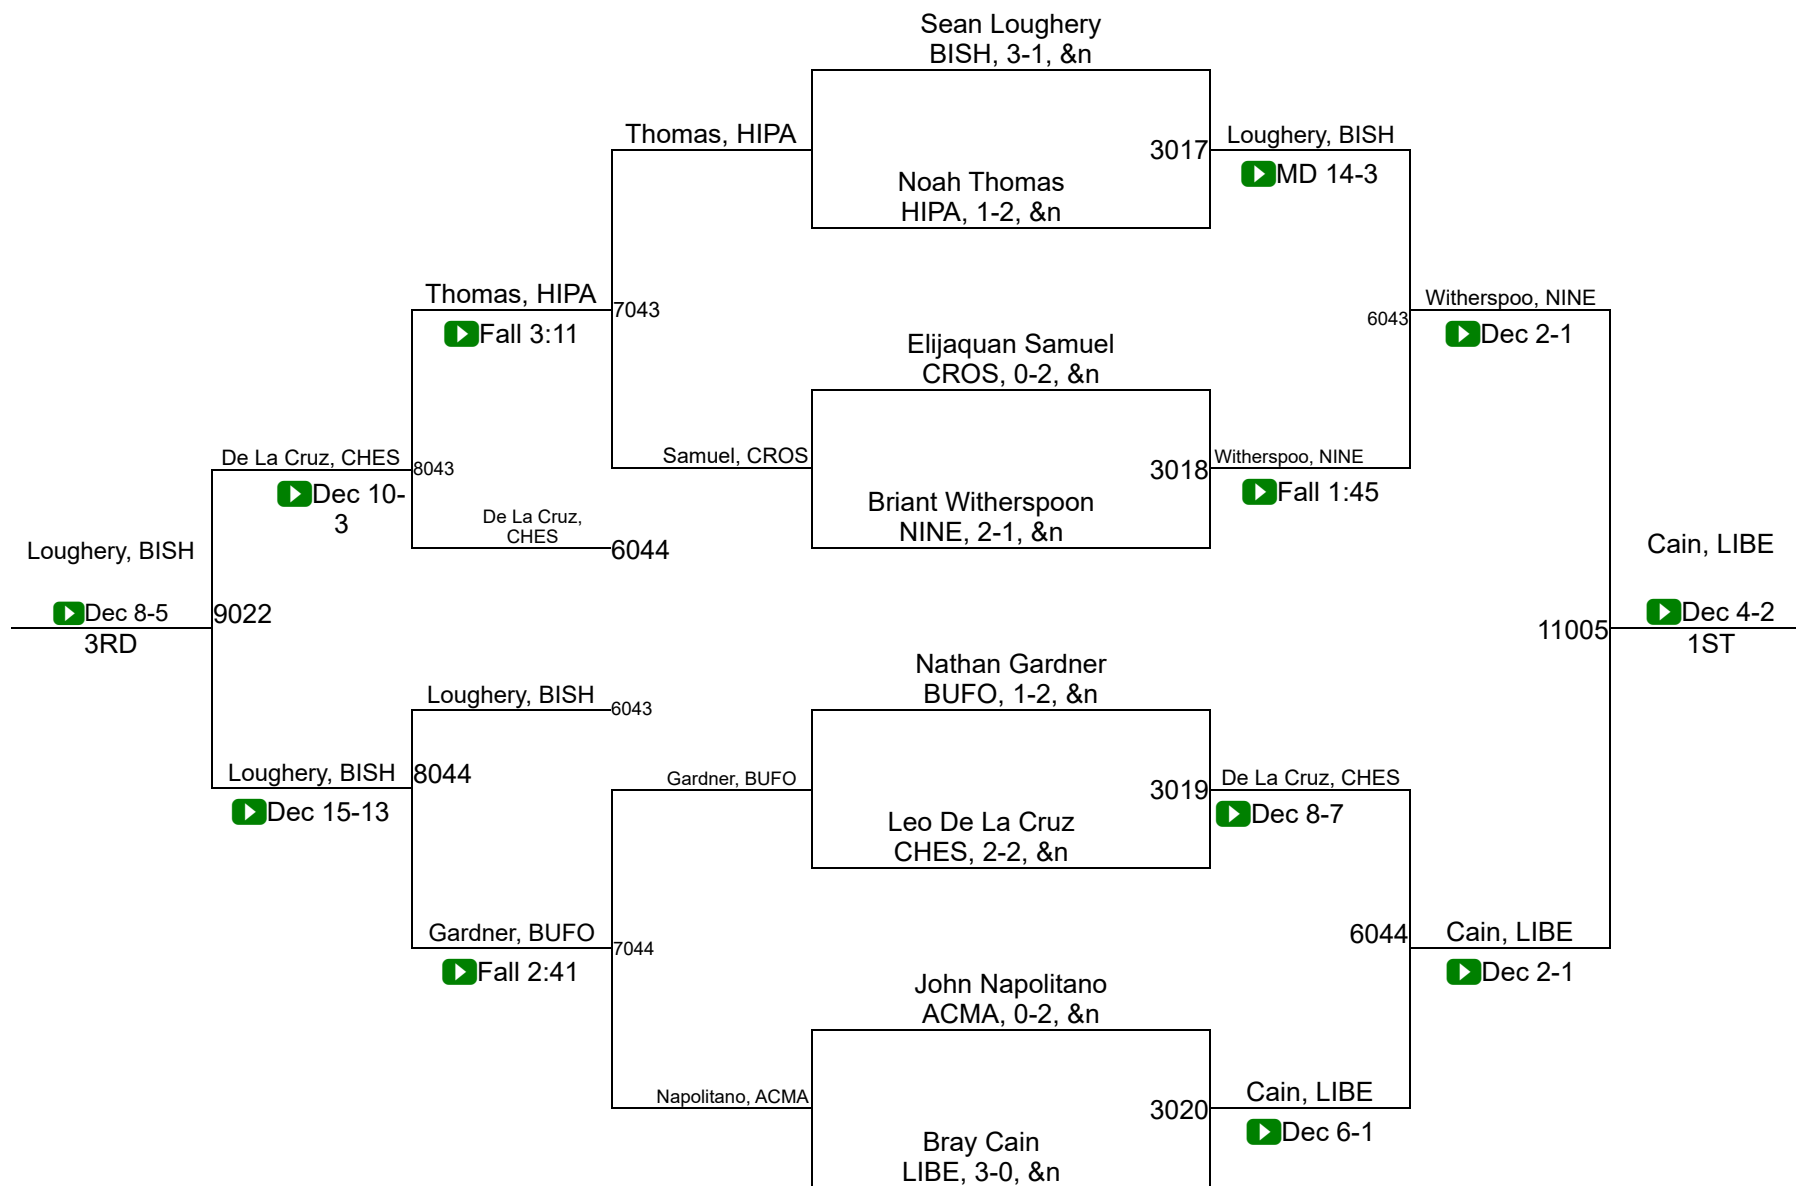 Sean Loughery
BISH, 3-1, &n
Thomas, HIPA
3017
Loughery, BISH
MD 14-3
Noah Thomas
HIPA, 1-2, &n
Thomas, HIPA
7043
Fall 3:11
Witherspoo, NINE
6043
Dec 2-1
Elijaquan Samuel
CROS, 0-2, &n
De La Cruz, CHES
8043
Samuel, CROS
3018
Witherspoo, NINE
Dec 10-
3
Fall 1:45
Briant Witherspoon
NINE, 2-1, &n
De La Cruz,
CHES
6044
Loughery, BISH
Cain, LIBE
Dec 8-5
9022
3RD
11005
Dec 4-2
1ST
Nathan Gardner
BUFO, 1-2, &n
Loughery, BISH
6043
Loughery, BISH
8044
Dec 15-13
Gardner, BUFO
3019
De La Cruz, CHES
Dec 8-7
Leo De La Cruz
CHES, 2-2, &n
Gardner, BUFO
7044
Fall 2:41
6044
Cain, LIBE
Dec 2-1
John Napolitano
ACMA, 0-2, &n
Napolitano, ACMA
3020
Cain, LIBE
Dec 6-1
Bray Cain
LIBE, 3-0, &n